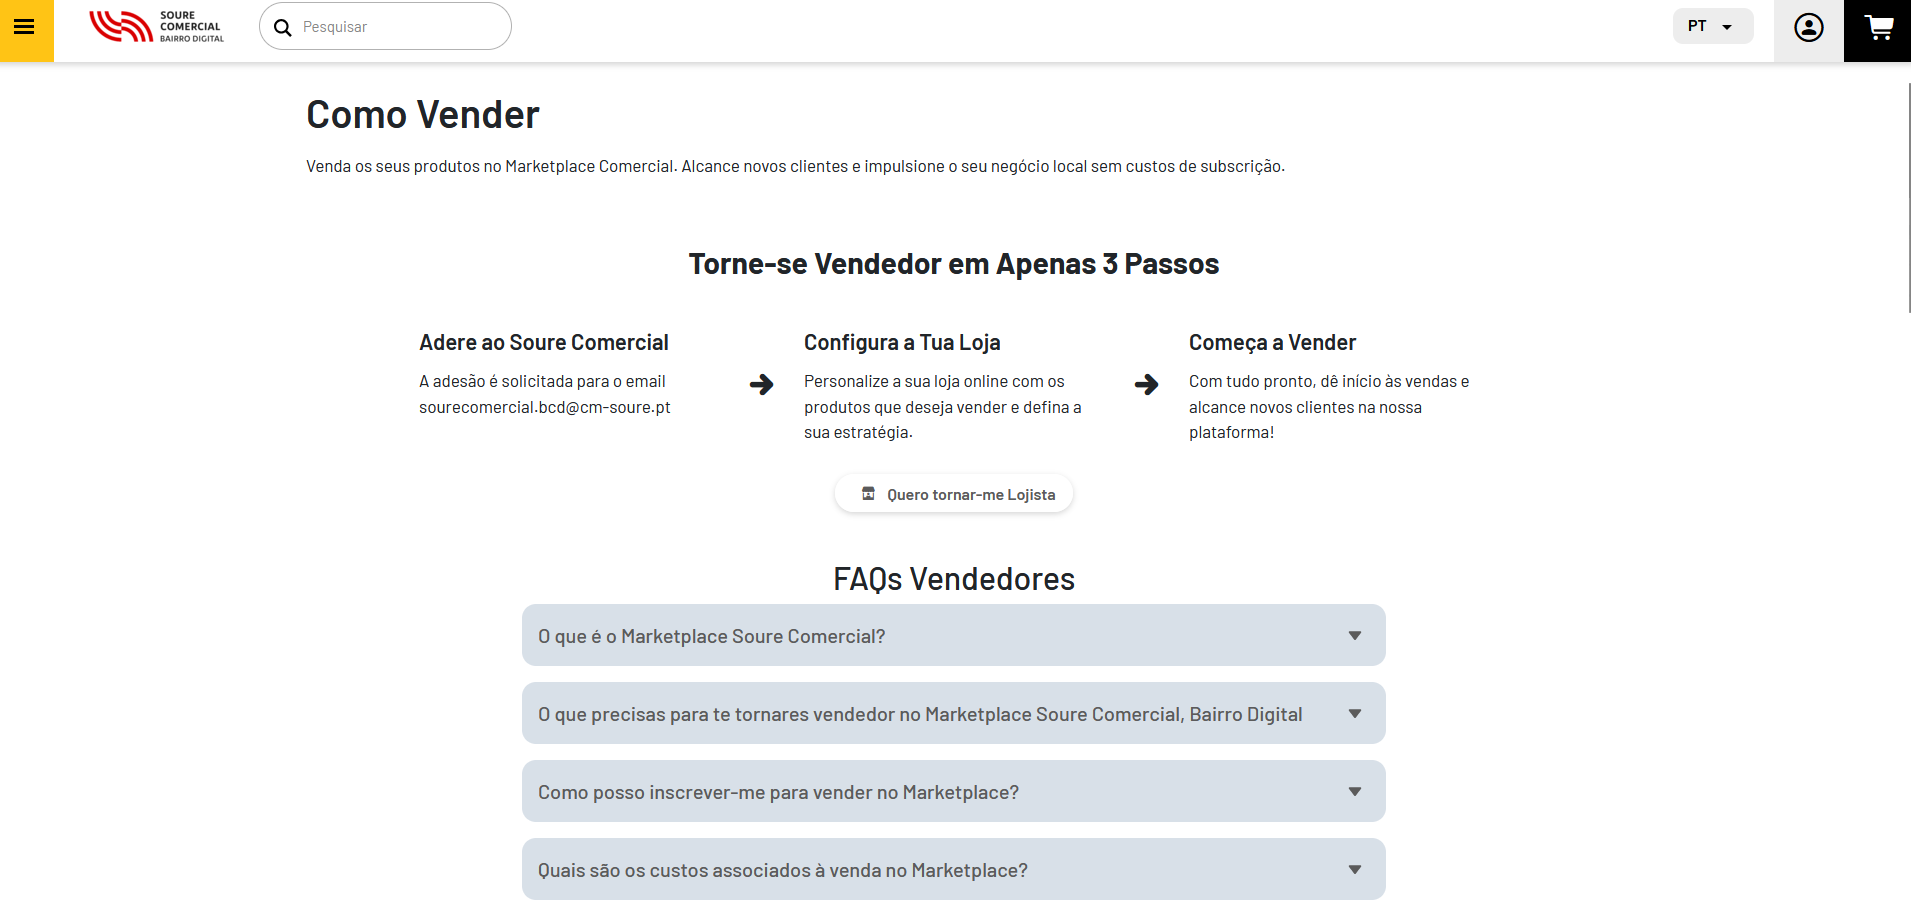 SOURE
COMERCIAL
BAIRRO DIGITAL
Pesquisar
PT
Como Vender
Venda os seus produtos no Marketplace Comercial. Alcance novos clientes e impulsione o seu negócio local sem custos de subscrição.
Torne-se Vendedor em Apenas 3 Passos
Adere ao Soure Comercial
A adesão é solicitada para o email
sourecomercial.bcd@cm-soure.pt
Configura a Tua Loja
Personalize a sua loja online com os
produtos que deseja vender e defina a
sua estratégia.
Começa a Vender
Com tudo pronto, dê início às vendas e
alcance novos clientes na nossa
plataforma!
Quero tornar-me Lojista
FAQs Vendedores
O que é o Marketplace Soure Comercial?
O que precisas para te tornares vendedor no Marketplace Soure Comercial, Bairro Digital
Como posso inscrever-me para vender no Marketplace?
Quais são os custos associados à venda no Marketplace?